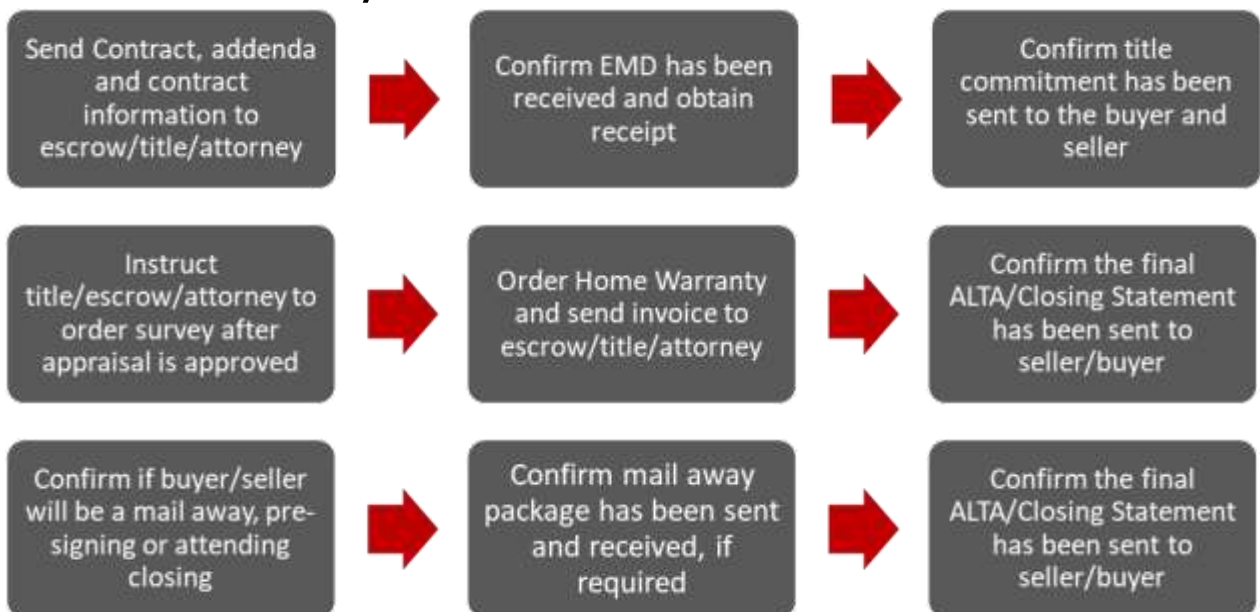 Send Contract, addenda
and contract
information to
escrow/title/attorney
Confirm EMD has been
received and obtain
receipt
Confirm title
commitment has been
sent to the buyer and
seller
Instruct
title/escrow/attorney to
order survey after
appraisal is approved
Order Home Warranty
and send invoice to
escrow/title/attorney
Confirm the final
ALTA/Closing Statement
has been sent to
seller/buyer
Confirm if buyer/seller
will be a mail away, pre-
signing or attending
closing
Confirm mail away
package has been sent
and received, if
required
Confirm the final
ALTA/Closing Statement
has been sent to
seller/buyer